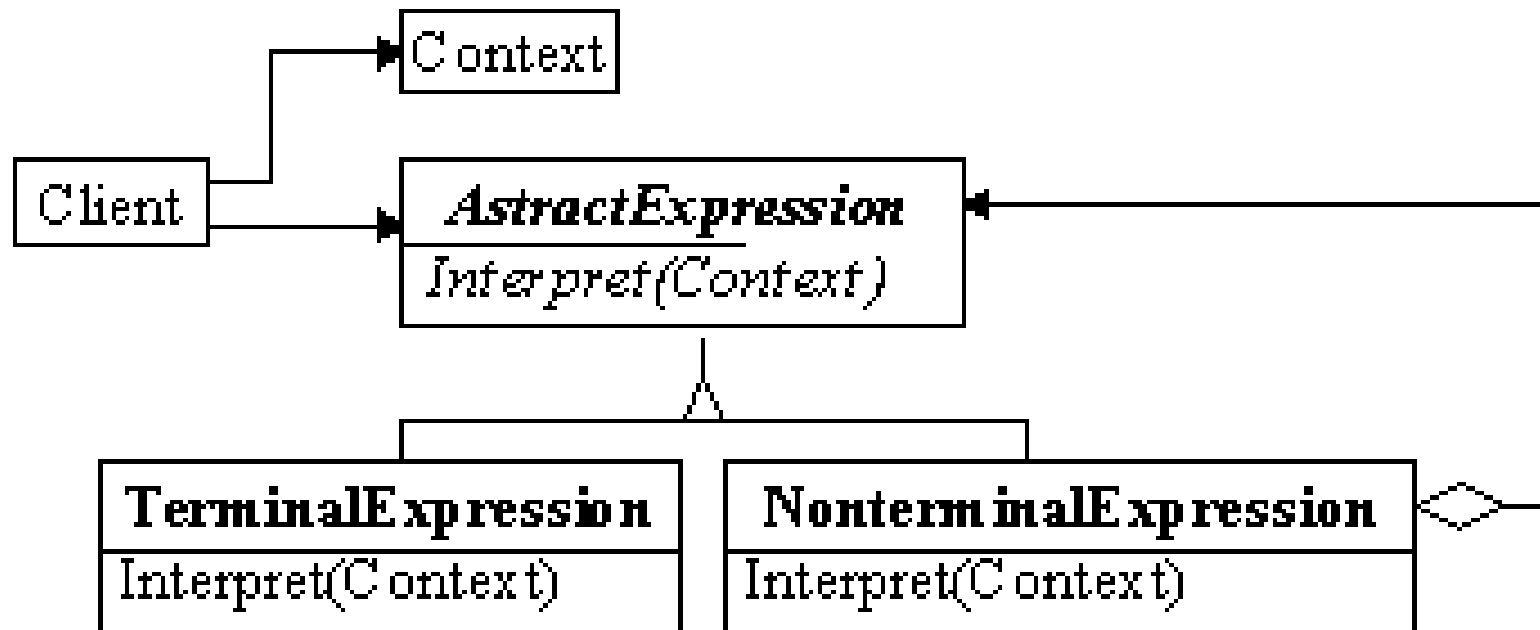 Context
Client
AstractExpression
Interpret(Context)
TerminalExpression
NonterminalExpression
Interpret(Context)
Interpret(Context)